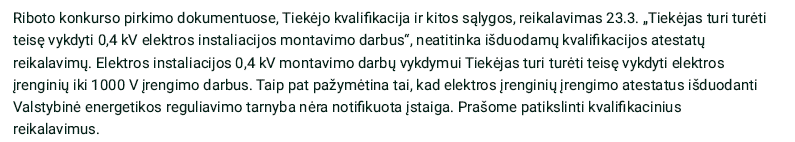 Riboto konkurso pirkimo dokumentuose, Tiekėjo kvalifikacija ir kitos sąlygos, reikalavimas 23.3. „Tiekėjas turi turėti
teisę vykdyti 0,4 kV elektros instaliacijos montavimo darbus“, neatitinka išduodamų kvalifikacijos atestatų
reikalavimų. Elektros instaliacijos 0,4 kV montavimo darbų vykdymui Tiekėjas turi turėti teisę vykdyti elektros
įrenginių iki 1000 V įrengimo darbus. Taip pat pažymėtina tai, kad elektros įrenginių įrengimo atestatus išduodanti
Valstybinė energetikos reguliavimo tarnyba nėra notifikuota įstaiga. Prašome patikslinti kvalifikacinius
reikalavimus.